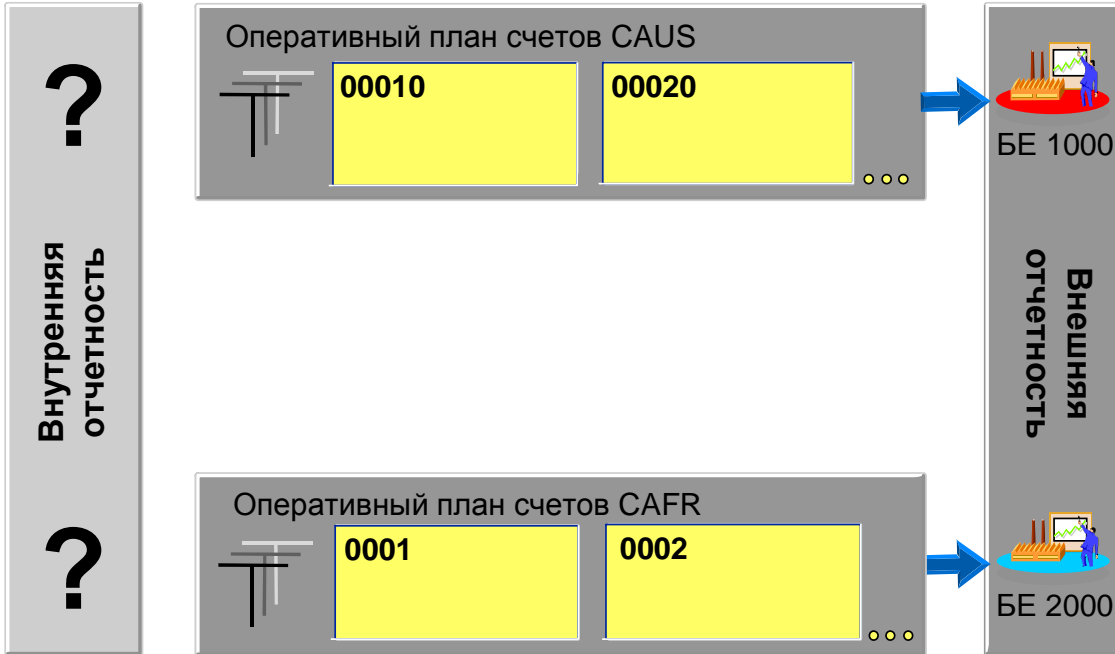 ?
Внутренняя
отчетность
?
Оперативный план счетов CAUS
00010
00020
Оперативный план счетов CAFR
0001
0002
БЕ 1000
Внешняя
отчетность
БЕ 2000